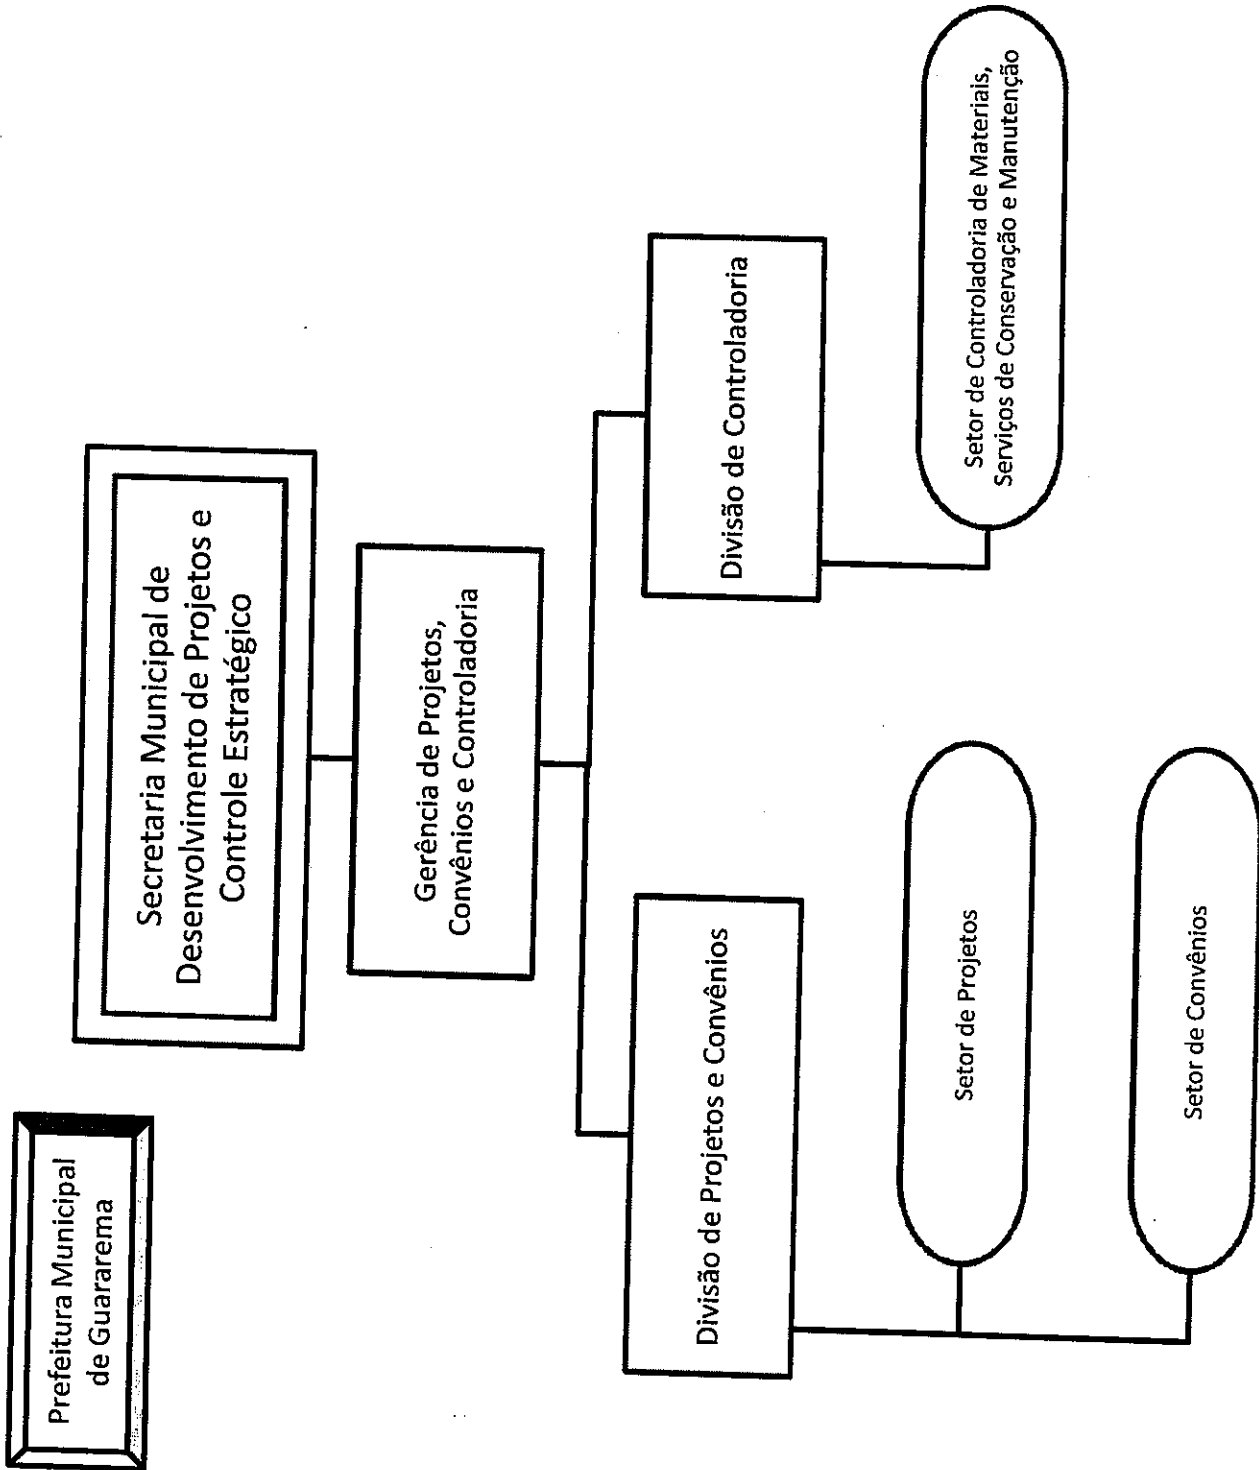 Prefeitura Municipal
de Guararema
Secretaria Municipal de
Desenvolvimento de Projetos e
Controle Estratégico
Gerência de Projetos,
Convênios e Controladoria
Divisão de Projetos e Convênios
Divisão de Controladoria
Setor de Projetos
Setor de Convênios
Setor de Controladoria de Materiais,
Serviços de Conservação e Manutenção